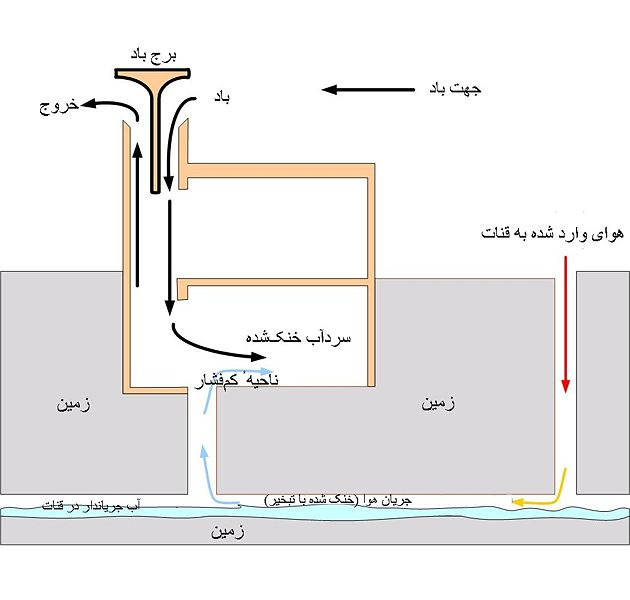 برج باد
جهت باد
باد
خروج
هوای وارد شده به قنات
سردآب خنک‌شده
ناحیهٔ کم‌فشار
زمین
زمین
جریان هوا (خنک شده با تبخیر)
آب جریاندار در قنات
زمین